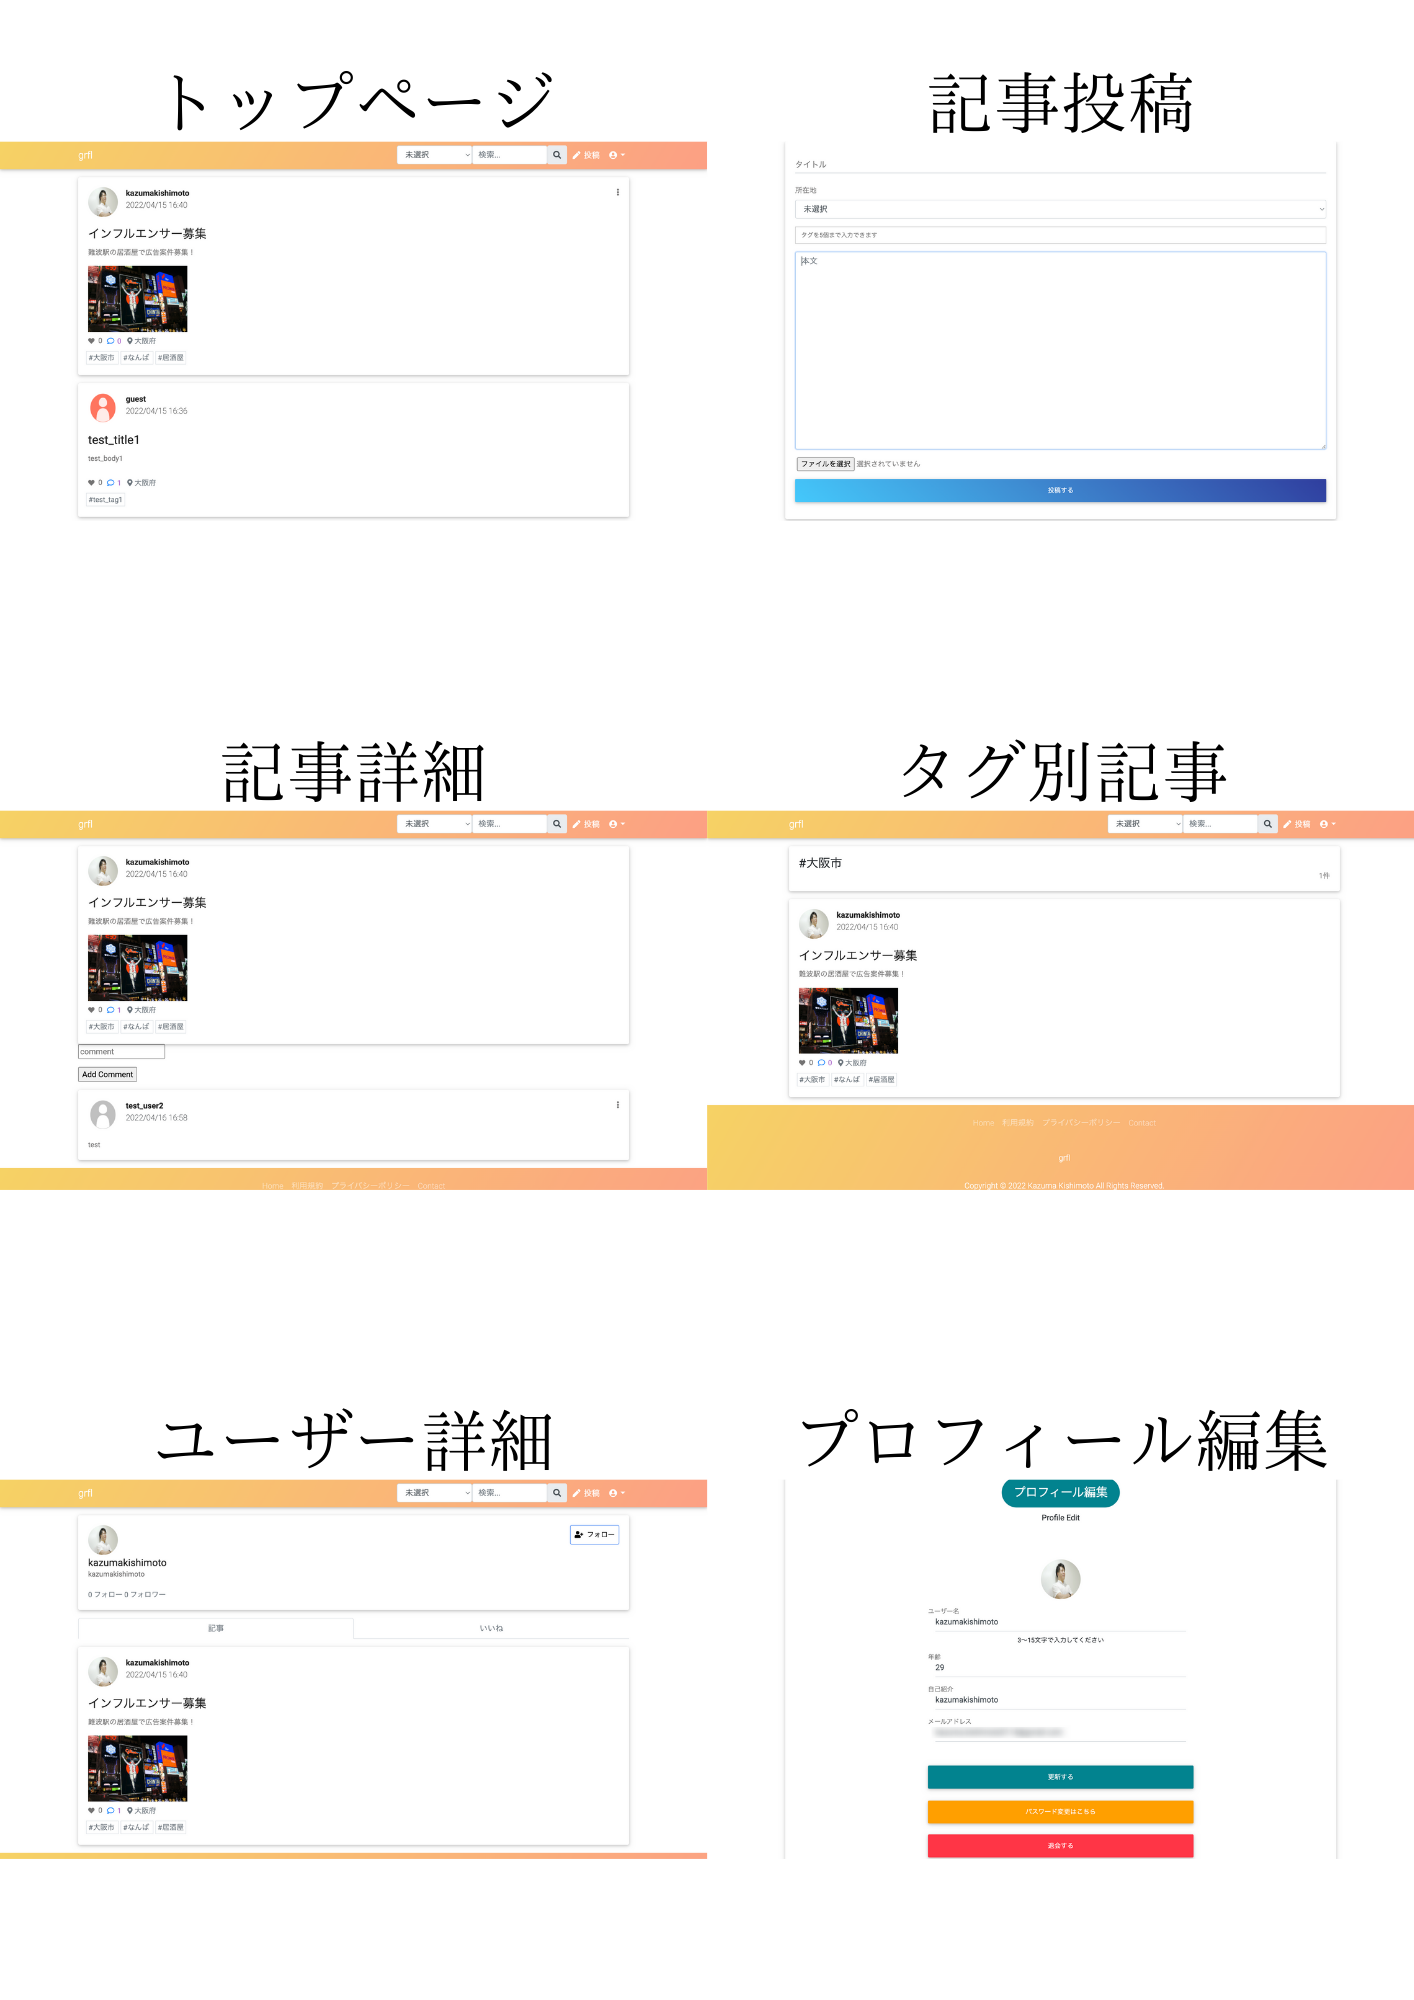 トップページ
grfl 未選択 検索... 投稿
kazumakishimoto
2022/04/15 16:40
インフルエンサー募集
難波駅の居酒屋で広告案件募集！
0 0 大阪府
#大阪市 #なんば #居酒屋
guest
2022/04/15 16:36
test_title1
test_body1
0 1 大阪府
#test_tag1
記事投稿
タイトル
所在地
未選択
タグを5個まで入力できます
本文
ファイルを選択 選択されていません
投稿する
記事詳細
grfl 未選択 検索... 投稿
kazumakishimoto
2022/04/15 16:40
インフルエンサー募集
難波駅の居酒屋で広告案件募集！
0 1 大阪府
#大阪市 #なんば #居酒屋
comment
Add Comment
test_user2
2022/04/16 16:58
test
Home 利用規約 プライバシーポリシー Contact
タグ別記事
grfl 未選択 検索... 投稿
#大阪市
1件
kazumakishimoto
2022/04/15 16:40
インフルエンサー募集
難波駅の居酒屋で広告案件募集！
0 0 大阪府
#大阪市 #なんば #居酒屋
Home 利用規約 プライバシーポリシー Contact
grfl
Copyright © 2022 Kazuma Kishimoto All Rights Reserved.
ユーザー詳細
grfl 未選択 検索... 投稿
フォロー
kazumakishimoto
kazumakishimoto
0 フォロー 0 フォロワー
記事 いいね
kazumakishimoto
2022/04/15 16:40
インフルエンサー募集
難波駅の居酒屋で広告案件募集！
0 1 大阪府
#大阪市 #なんば #居酒屋
プロフィール編集
プロフィール編集
Profile Edit
ユーザー名
kazumakishimoto
3〜15文字で入力してください
年齢
29
自己紹介
kazumakishimoto
メールアドレス
更新する
パスワード変更はこちら
退会する